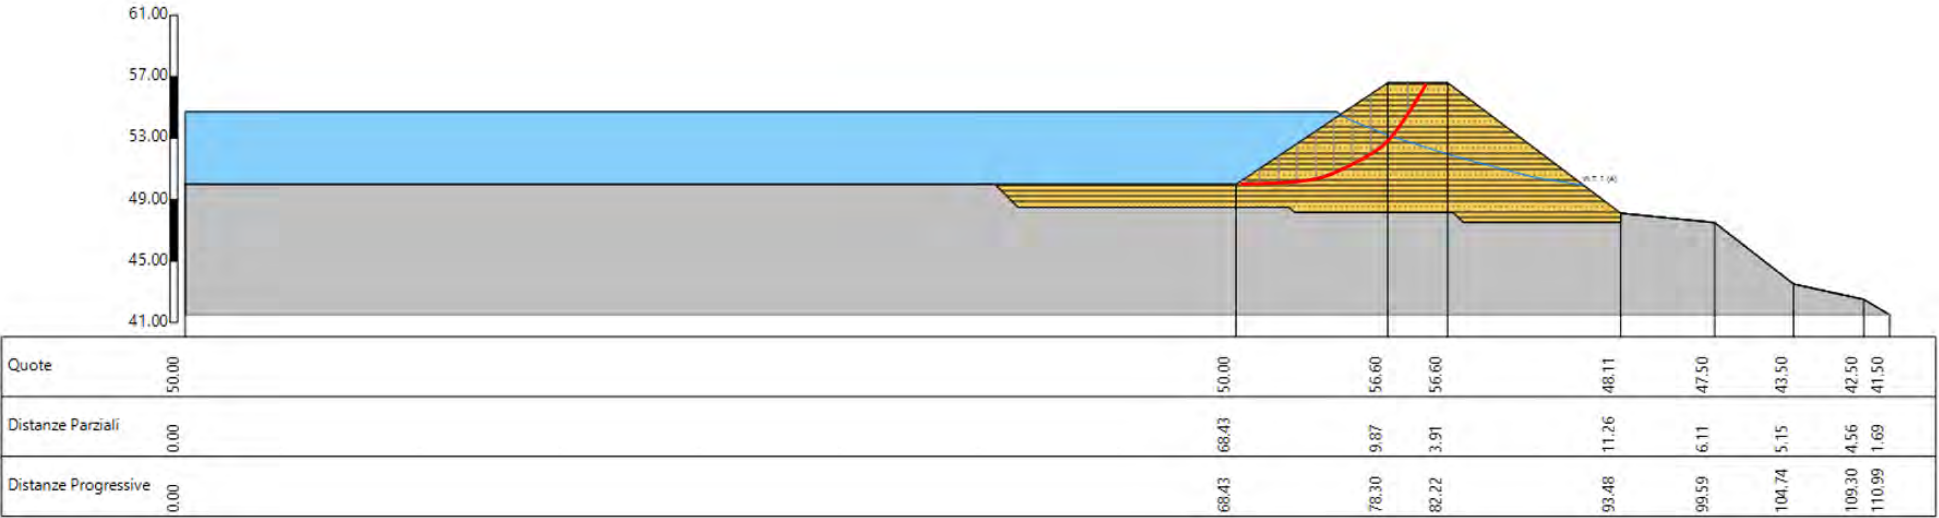 61.00
57.00
53.00
49.00
45.00
41.00
W.T. 1 (A)
Quote 50.00 50.00 56.60 56.60 48.11 47.50 43.50 42.50 41.50
Distanze Parziali 0.00 68.43 9.87 3.91 11.26 6.11 5.15 4.56 1.69
Distanze Progressive 0.00 68.43 78.30 82.22 93.48 99.59 104.74 109.30 110.99